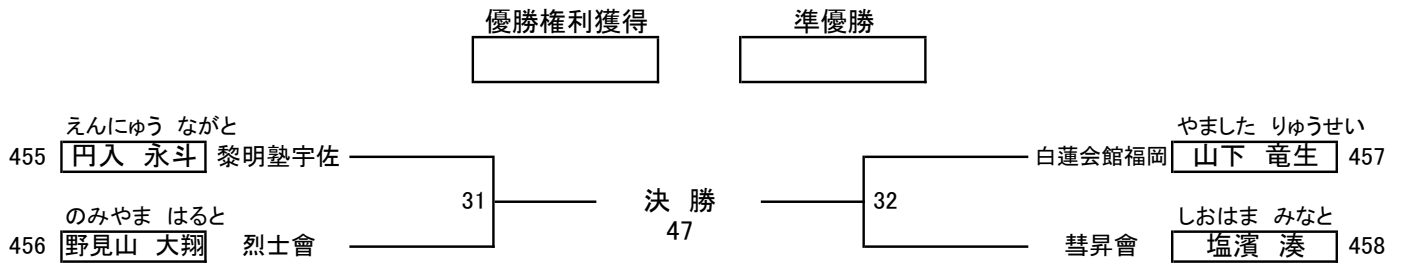 優勝権利獲得 準優勝
えんにゅう ながと やました りゅうせい
455 円入 永斗 黎明塾宇佐 白蓮会館福岡 山下 竜生 457
31 決 勝 32
47
のみやま はると しおはま みなと
456 野見山 大翔 烈士會 彗昇會 塩濱 湊 458